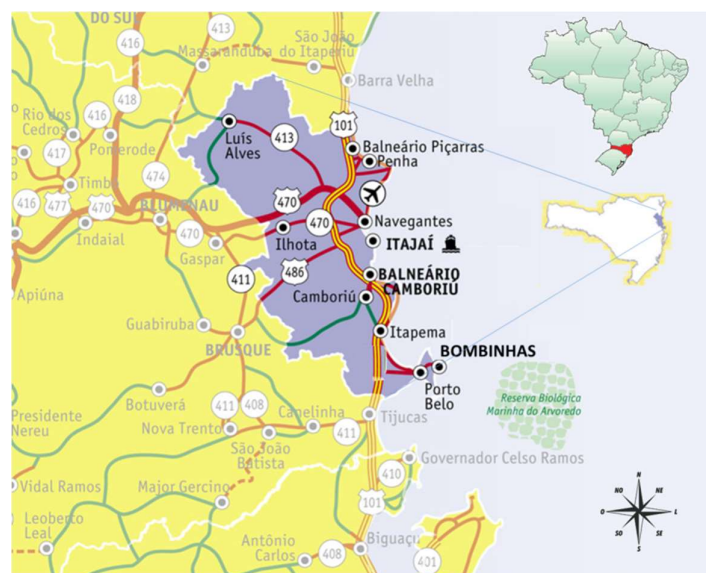 DO SUL
413
São João
do Itaperiú
416
Massaranduba
Barra Velha
418
Rio dos
Cedros
416
Pomerode
417
Luís
Alves
413
101
Balneário Piçarras
Penha
Timbó
474
416
477
470
BLUMENAU
470
Indaial
470
Gaspar
Ilhota
470
Navegantes
ITAJAÍ
411
486
BALNEÁRIO
CAMBORIÚ
Camboriú
Apiúna
Guabiruba
BRUSQUE
Itapema
BOMBINHAS
Porto
Belo
Reserva Biológica
Marinha do Arvoredo
Botuverá
411
408
Canelinha
Tijucas
Presidente
Nereu
Nova Trento
411
São João
Batista
Governador Celso Ramos
410
Vidal Ramos
Major Gercino
101
Leoberto
Leal
Antônio
Carlos
408
Biguaçu
401
N
NO
NE
O
L
SO
SE
S